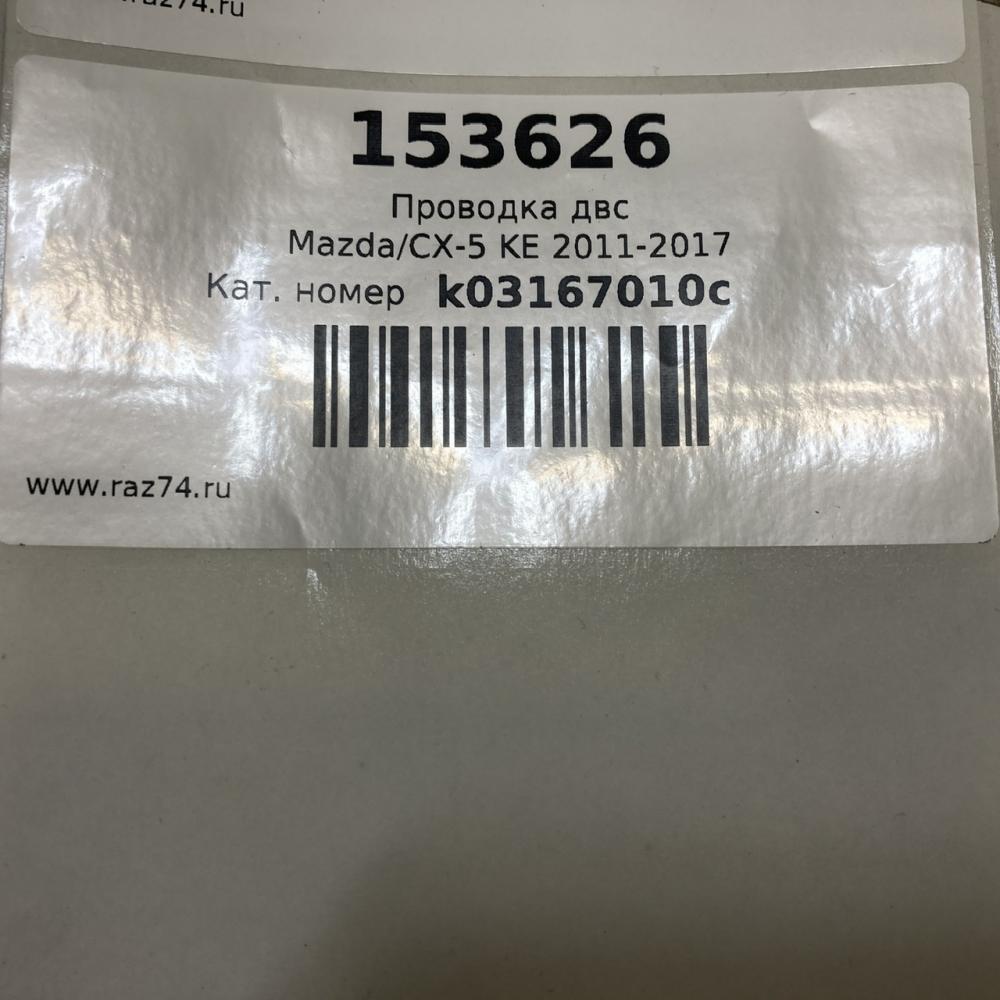 153626
Проводка двс
Mazda/CX-5 KE 2011-2017
Кат. номер k03167010c
www.raz74.ru